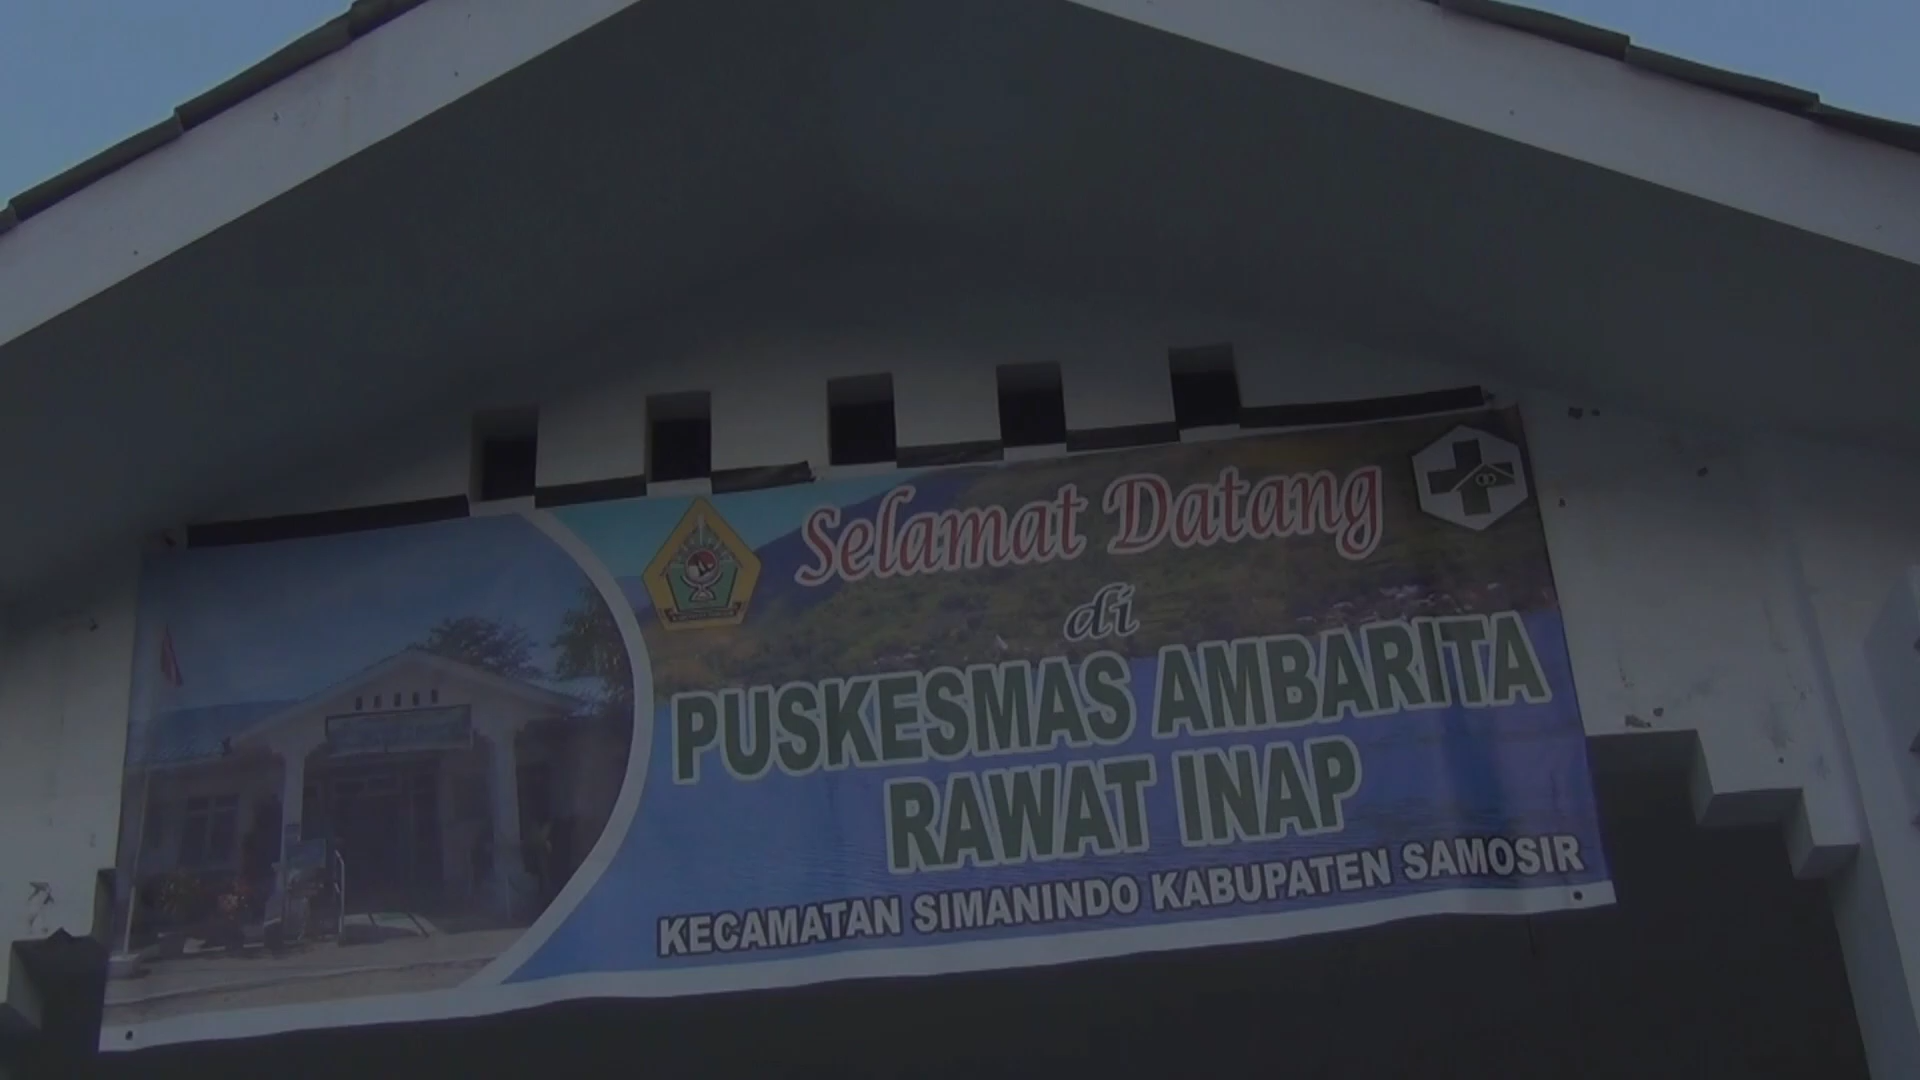 Selamat Datang
di
PUSKESMAS AMBARITA
RAWAT INAP
KECAMATAN SIMANINDO KABUPATEN SAMOSIR